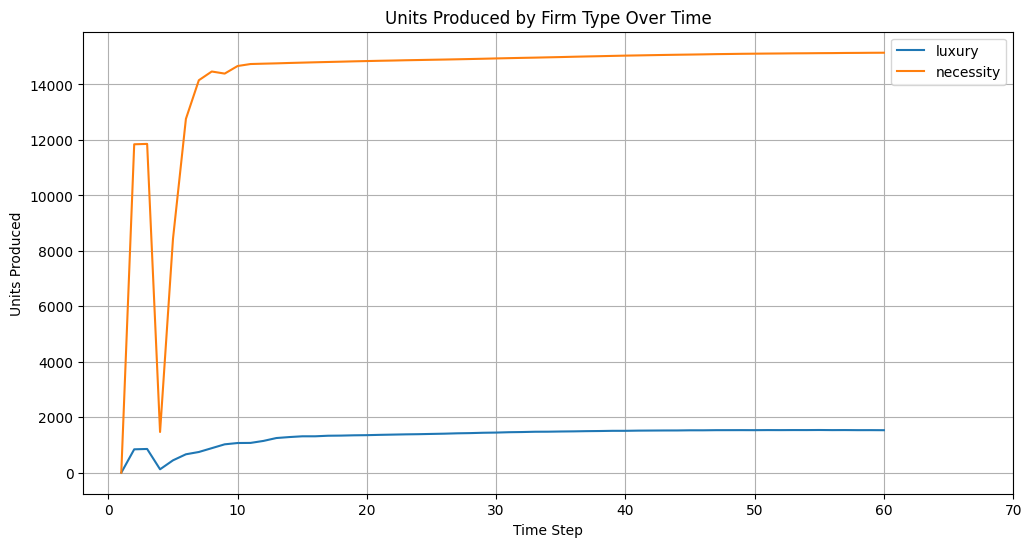 Units Produced by Firm Type Over Time
luxury
necessity
14000
12000
10000
8000
6000
4000
2000
0
Units Produced
0 10 20 30 40 50 60 70
Time Step